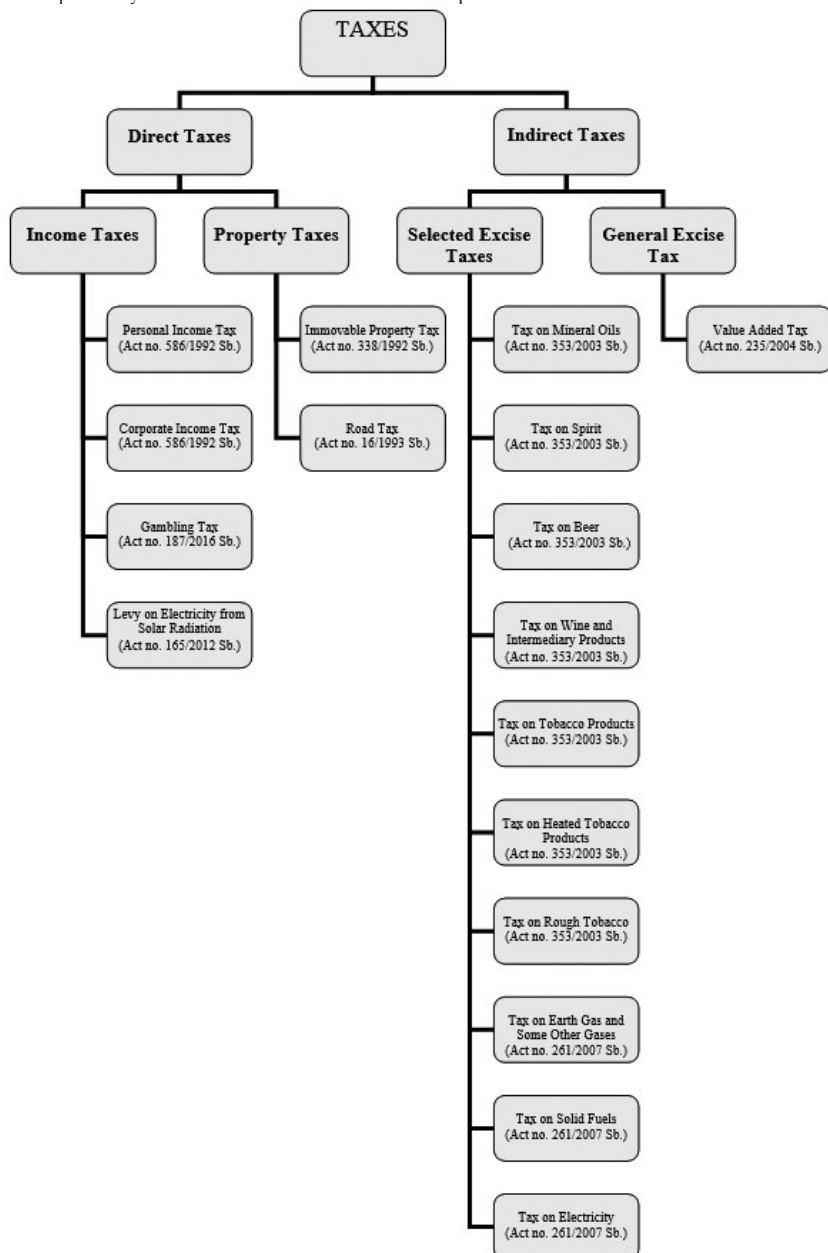 TAXES
Direct Taxes
Indirect Taxes
Income Taxes
Property Taxes
Selected Excise
Taxes
General Excise
Tax
Personal Income Tax
(Act no. 586/1992 Sb.)
Corporate Income Tax
(Act no. 586/1992 Sb.)
Gambling Tax
(Act no. 187/2016 Sb.)
Levy on Electricity from
Solar Radiation
(Act no. 165/2012 Sb.)
Immovable Property Tax
(Act no. 338/1992 Sb.)
Road Tax
(Act no. 16/1993 Sb.)
Tax on Mineral Oils
(Act no. 353/2003 Sb.)
Tax on Spirit
(Act no. 353/2003 Sb.)
Tax on Beer
(Act no. 353/2003 Sb.)
Tax on Wine and
Intermediary Products
(Act no. 353/2003 Sb.)
Tax on Tobacco Products
(Act no. 353/2003 Sb.)
Tax on Heated Tobacco
Products
(Act no. 353/2003 Sb.)
Tax on Rough Tobacco
(Act no. 353/2003 Sb.)
Tax on Earth Gas and
Some Other Gases
(Act no. 261/2007 Sb.)
Tax on Solid Fuels
(Act no. 261/2007 Sb.)
Tax on Electricity
(Act no. 261/2007 Sb.)
Value Added Tax
(Act no. 235/2004 Sb.)